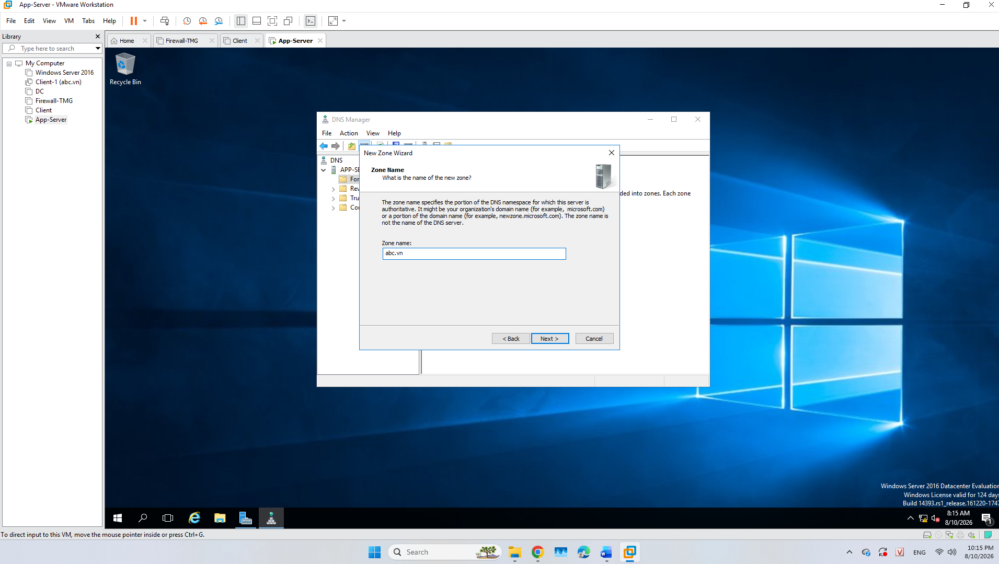 App-Server - VMware Workstation
File Edit View VM Tabs Help
Library
Home Firewall-TMG Client App-Server
Type here to search
My Computer
Windows Server 2016
Client-1 (abc.vn)
DC
Firewall-TMG
Client
App-Server
Recycle Bin
DNS Manager
File Action View Help
DNS
APP-SE
For
Rev
Tru
Co
New Zone Wizard
Zone Name
What is the name of the new zone?
ded into zones. Each zone
The zone name specifies the portion of the DNS namespace for which this server is
authoritative. It might be your organization's domain name (for example, microsoft.com)
or a portion of the domain name (for example, newzone.microsoft.com). The zone name is
not the name of the DNS server.
Zone name:
abc.vn
< Back Next > Cancel
Windows Server 2016 Datacenter Evaluation
Windows License valid for 124 days
Build 14393.rs1_release.161220-1747
8:15 AM
8/10/2026
1
To direct input to this VM, move the mouse pointer inside or press Ctrl+G.
Search
ENG
10:15 PM
8/10/2026